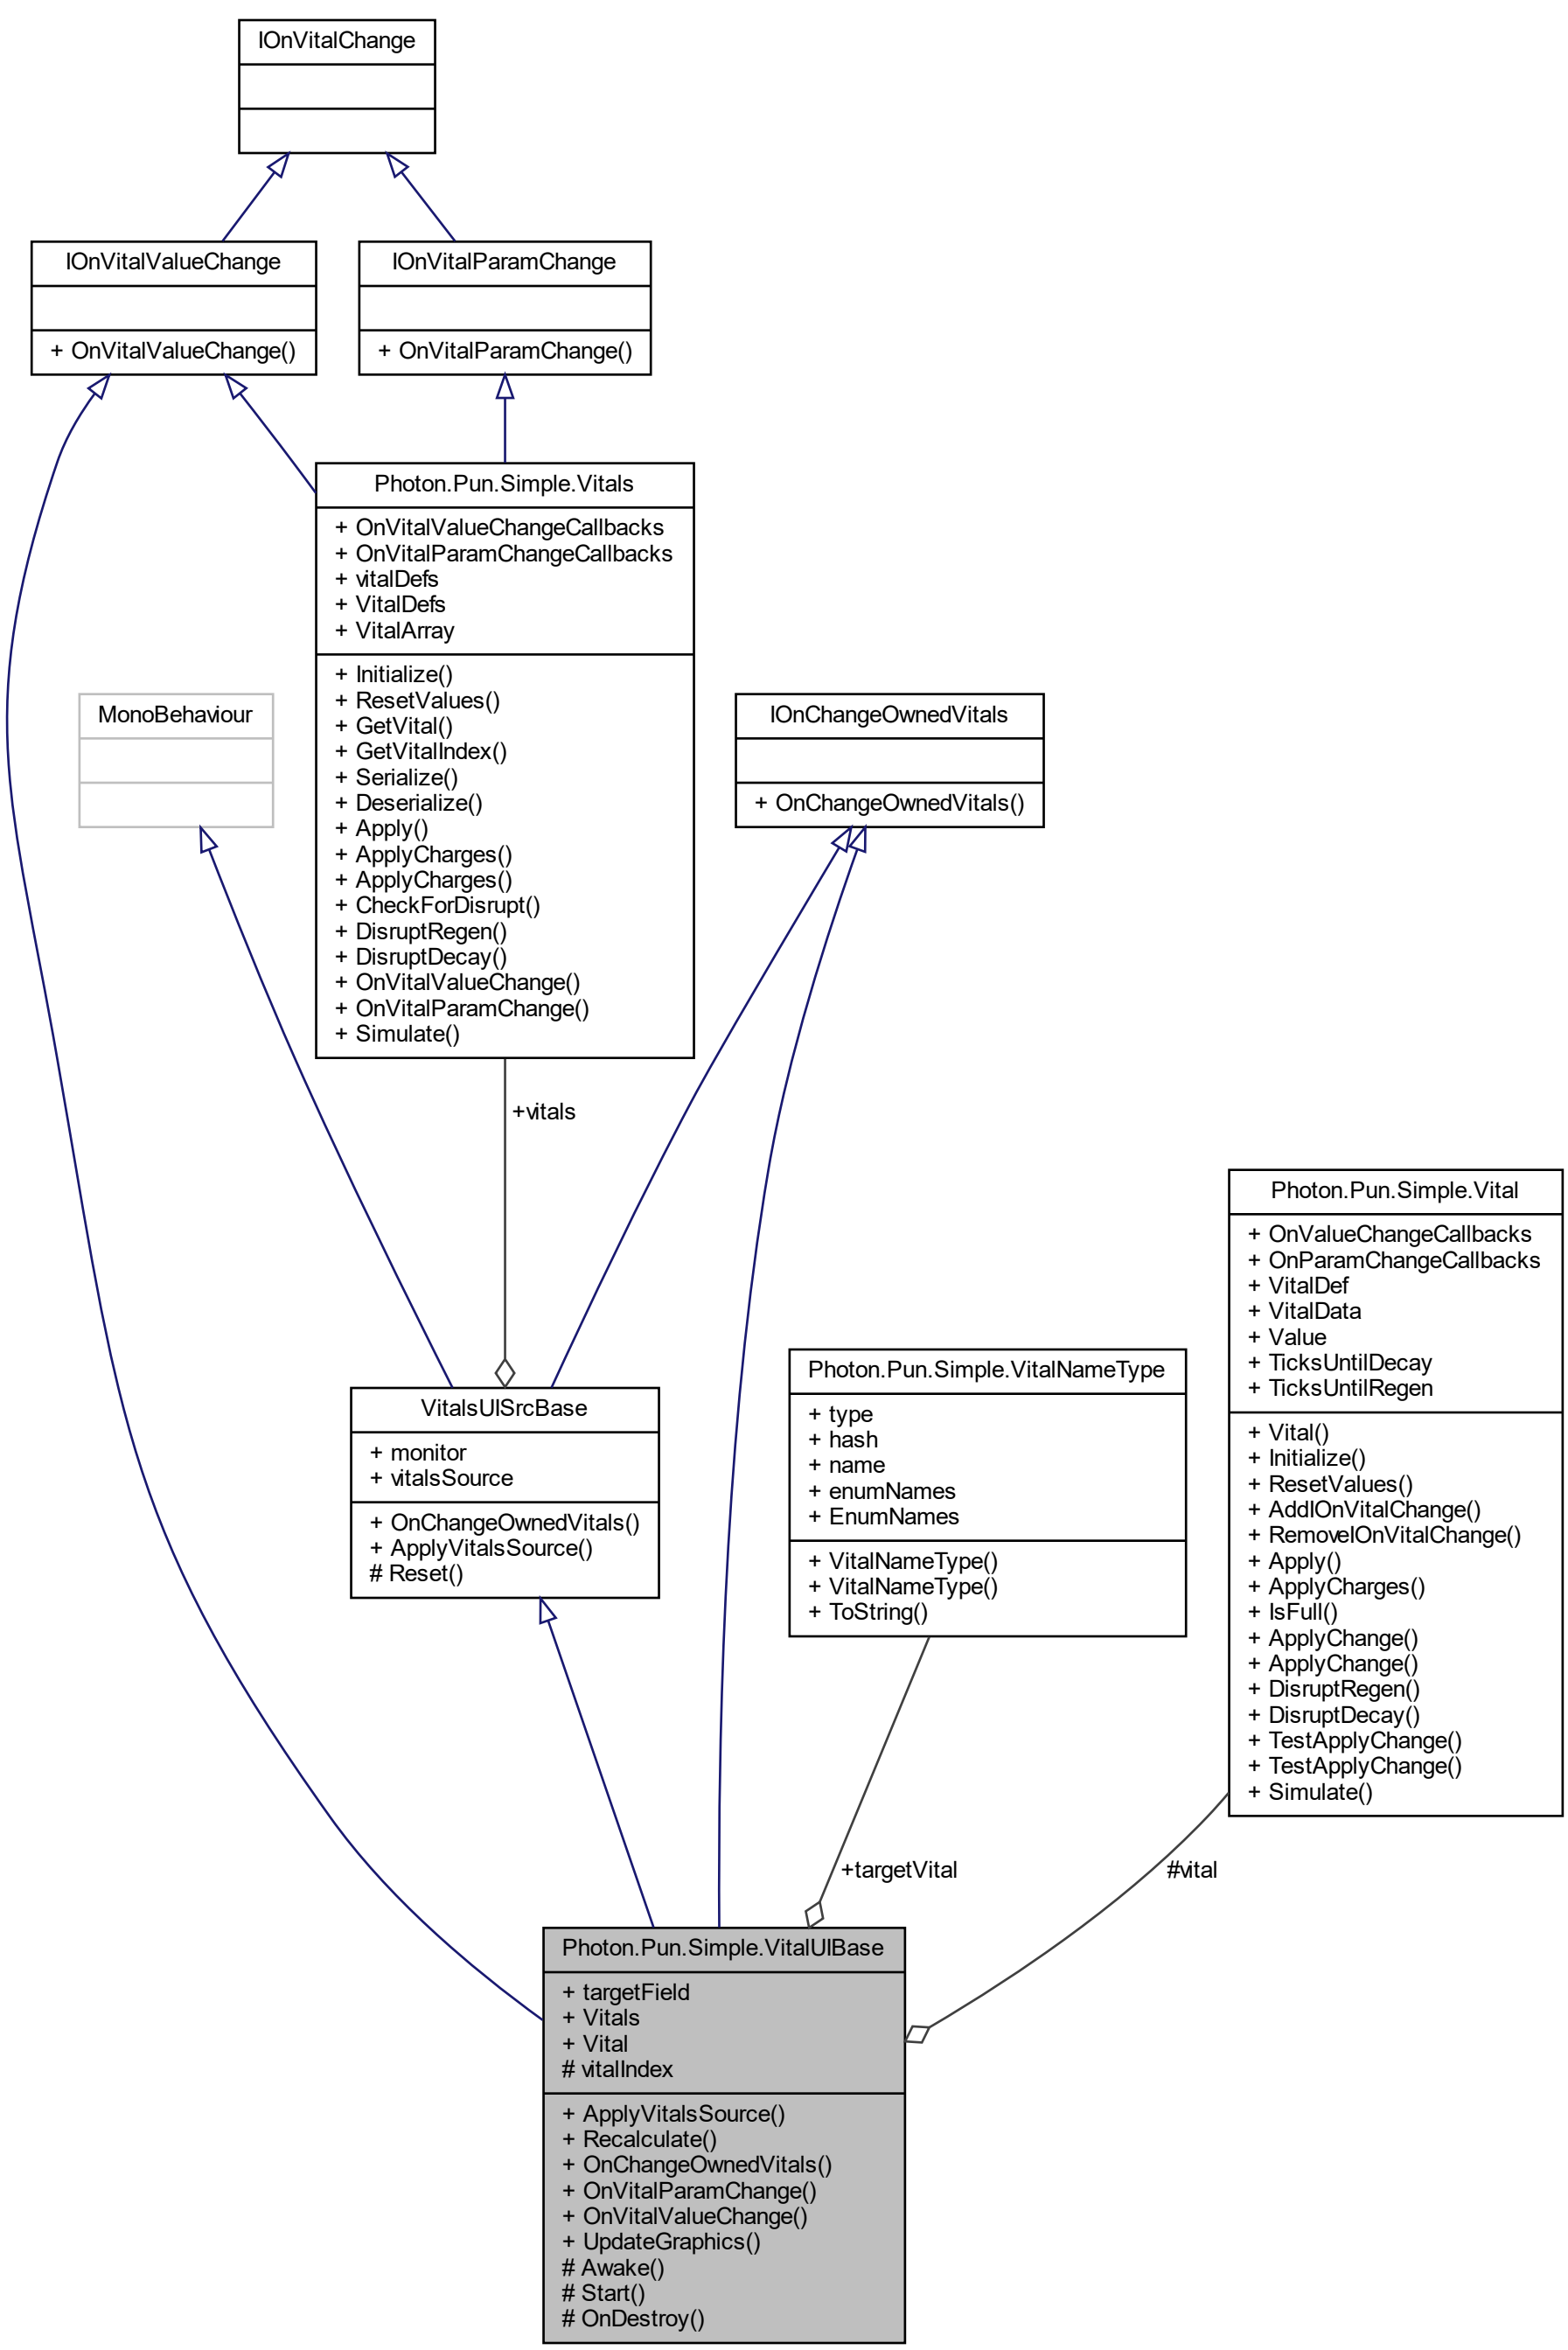 IOnVitalChange
IOnVitalValueChange
+ OnVitalValueChange()
IOnVitalParamChange
+ OnVitalParamChange()
Photon.Pun.Simple.Vitals
+ OnVitalValueChangeCallbacks
+ OnVitalParamChangeCallbacks
+ vitalDefs
+ VitalDefs
+ VitalArray
+ Initialize()
+ ResetValues()
+ GetVital()
+ GetVitalIndex()
+ Serialize()
+ Deserialize()
+ Apply()
+ ApplyCharges()
+ ApplyCharges()
+ CheckForDisrupt()
+ DisruptRegen()
+ DisruptDecay()
+ OnVitalValueChange()
+ OnVitalParamChange()
+ Simulate()
MonoBehaviour
IOnChangeOwnedVitals
+ OnChangeOwnedVitals()
+vitals
Photon.Pun.Simple.Vital
+ OnValueChangeCallbacks
+ OnParamChangeCallbacks
+ VitalDef
+ VitalData
+ Value
+ TicksUntilDecay
+ TicksUntilRegen
+ Vital()
+ Initialize()
+ ResetValues()
+ AddIOnVitalChange()
+ RemoveIOnVitalChange()
+ Apply()
+ ApplyCharges()
+ IsFull()
+ ApplyChange()
+ ApplyChange()
+ DisruptRegen()
+ DisruptDecay()
+ TestApplyChange()
+ TestApplyChange()
+ Simulate()
Photon.Pun.Simple.VitalNameType
+ type
+ hash
+ name
+ enumNames
+ EnumNames
+ VitalNameType()
+ VitalNameType()
+ ToString()
VitalsUISrcBase
+ monitor
+ vitalsSource
+ OnChangeOwnedVitals()
+ ApplyVitalsSource()
# Reset()
+targetVital
#vital
Photon.Pun.Simple.VitalUIBase
+ targetField
+ Vitals
+ Vital
# vitalIndex
+ ApplyVitalsSource()
+ Recalculate()
+ OnChangeOwnedVitals()
+ OnVitalParamChange()
+ OnVitalValueChange()
+ UpdateGraphics()
# Awake()
# Start()
# OnDestroy()